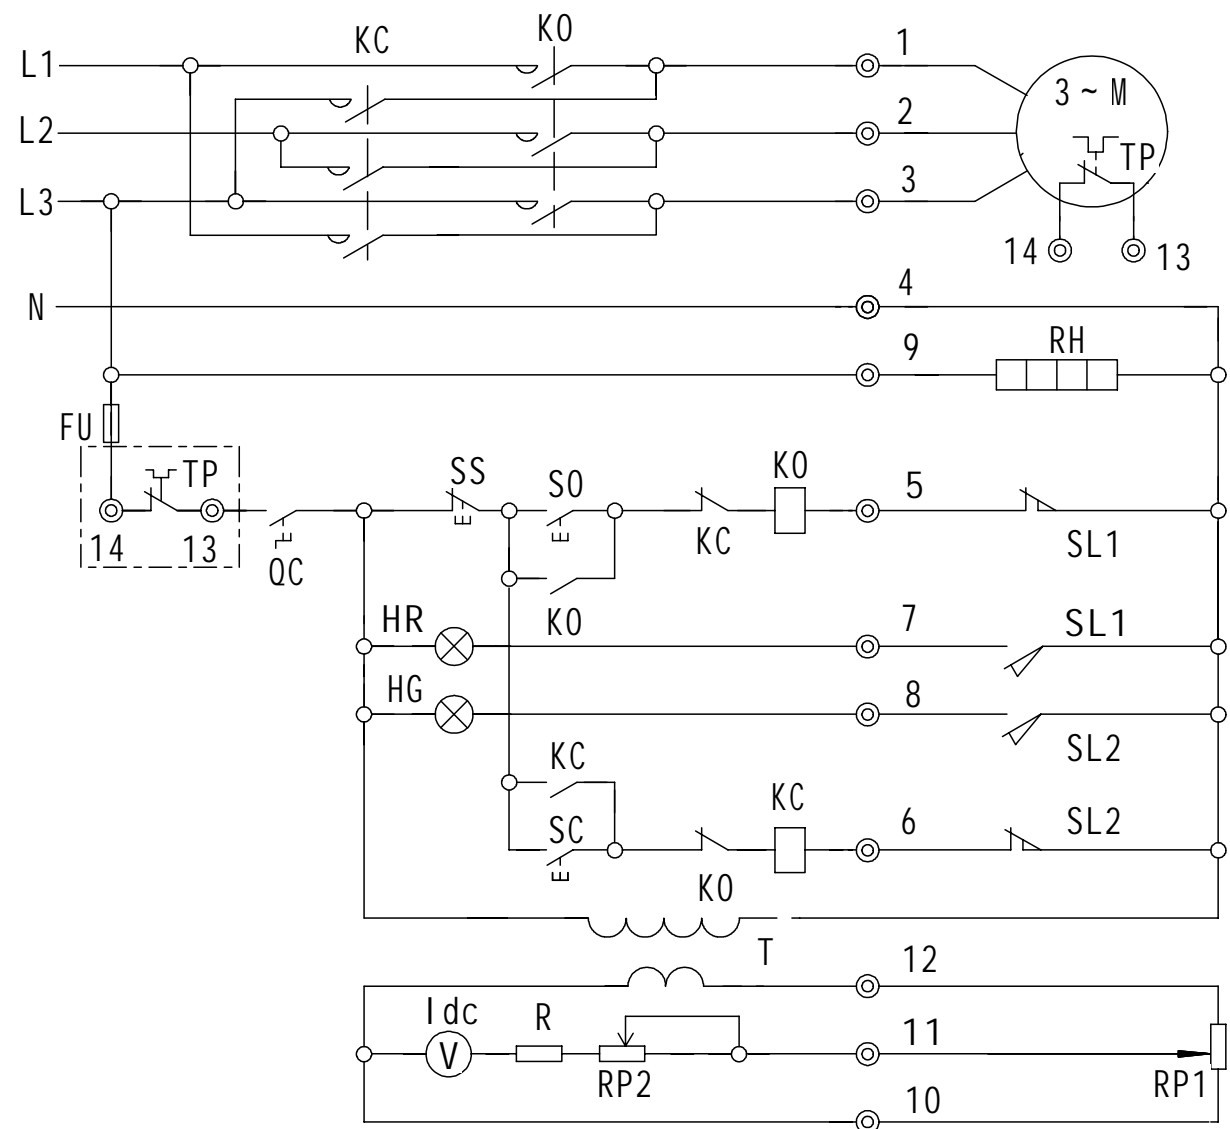 KC
KO
1
L1
3 ~ M
2
L2
TP
3
L3
14
13
4
N
9
RH
FU
TP
SS
SO
KO
5
14
13
QC
KC
SL1
HR
KO
7
SL1
HG
8
SL2
KC
KC
SC
6
SL2
KO
T
12
Idc
R
11
V
RP2
RP1
10